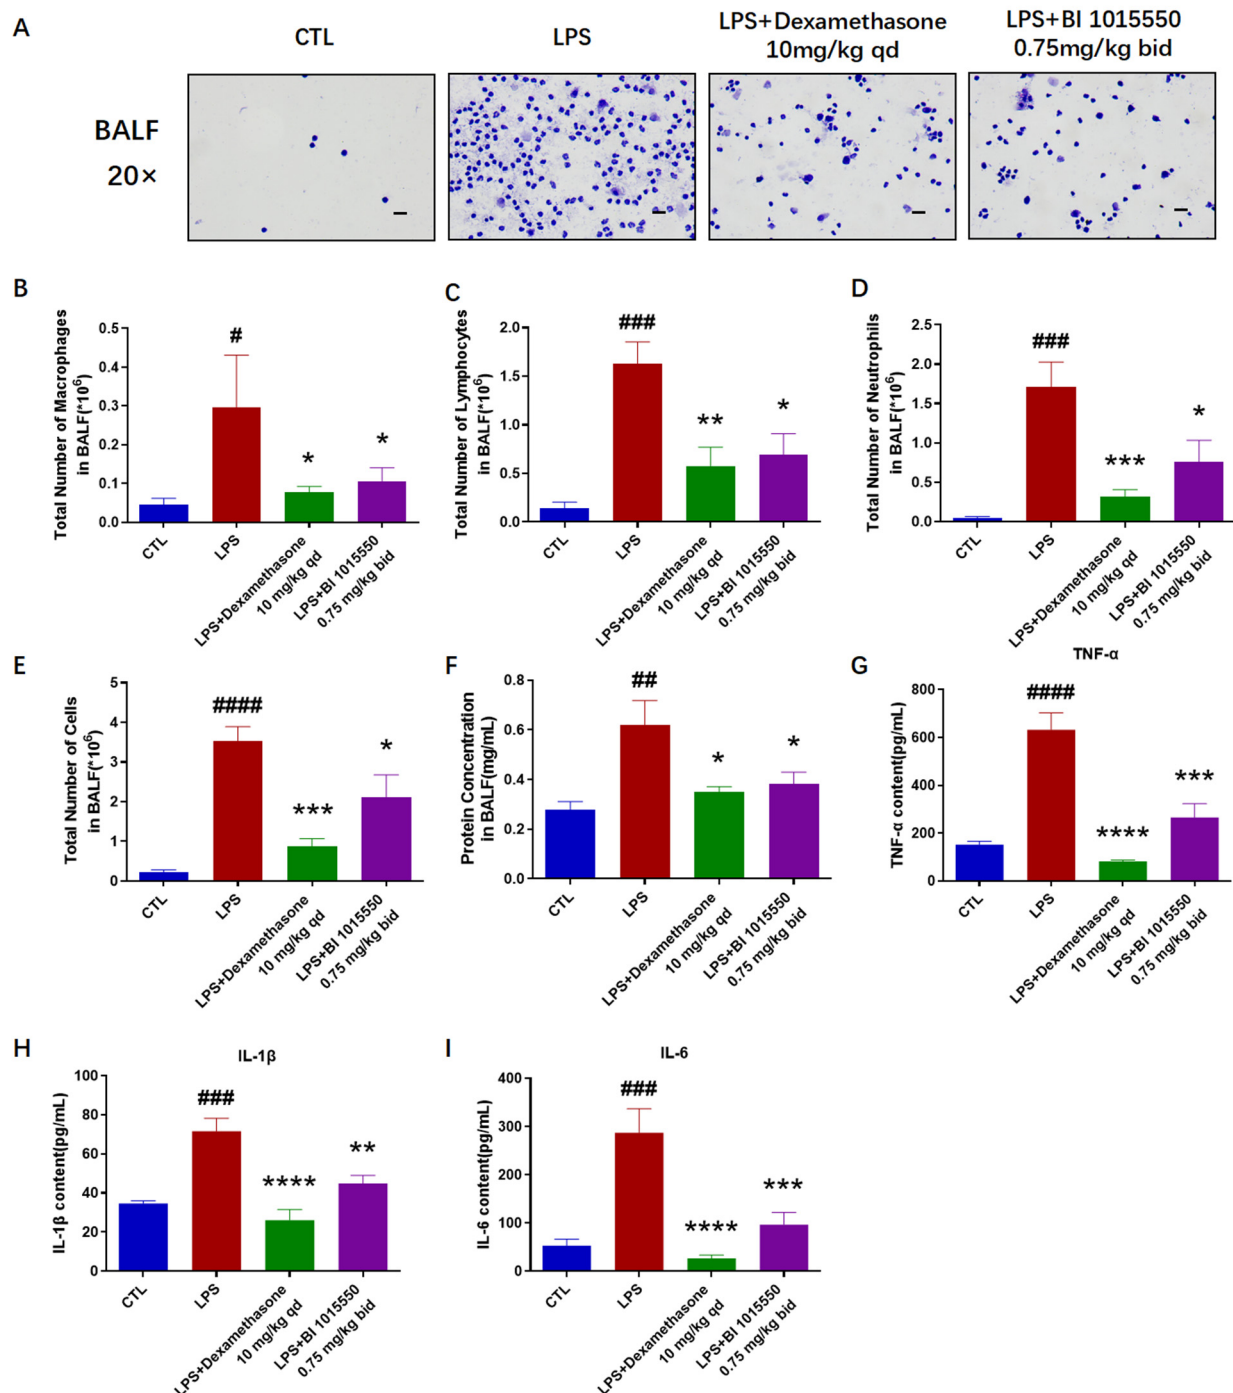 A
CTL
LPS
LPS+Dexamethasone
10mg/kg qd
LPS+BI 1015550
0.75mg/kg bid
BALF
20×
B
Total Number of Macrophages
in BALF(*10⁶)
0.5
0.4
0.3
0.2
0.1
0.0
#
*
*
CTL
LPS
LPS+Dexamethasone
10 mg/kg qd
LPS+BI 1015550
0.75 mg/kg bid
C
Total Number of Lymphocytes
in BALF(*10⁶)
2.0
1.5
1.0
0.5
0.0
###
**
*
CTL
LPS
LPS+Dexamethasone
10 mg/kg qd
LPS+BI 1015550
0.75 mg/kg bid
D
Total Number of Neutrophils
in BALF(*10⁶)
2.5
2.0
1.5
1.0
0.5
0.0
###
***
*
CTL
LPS
LPS+Dexamethasone
10 mg/kg qd
LPS+BI 1015550
0.75 mg/kg bid
E
Total Number of Cells
in BALF(*10⁶)
5
4
3
2
1
0
####
***
*
CTL
LPS
LPS+Dexamethasone
10 mg/kg qd
LPS+BI 1015550
0.75 mg/kg bid
F
Protein Concentration
in BALF(mg/mL)
0.8
0.6
0.4
0.2
0.0
##
*
*
CTL
LPS
LPS+Dexamethasone
10 mg/kg qd
LPS+BI 1015550
0.75 mg/kg bid
G
TNF-α
TNF-α content(pg/mL)
800
600
400
200
0
####
****
***
CTL
LPS
LPS+Dexamethasone
10 mg/kg qd
LPS+BI 1015550
0.75 mg/kg bid
H
IL-1β
IL-1β content(pg/mL)
100
80
60
40
20
0
###
****
**
CTL
LPS
LPS+Dexamethasone
10 mg/kg qd
LPS+BI 1015550
0.75 mg/kg bid
I
IL-6
IL-6 content(pg/mL)
400
300
200
100
0
###
****
***
CTL
LPS
LPS+Dexamethasone
10 mg/kg qd
LPS+BI 1015550
0.75 mg/kg bid